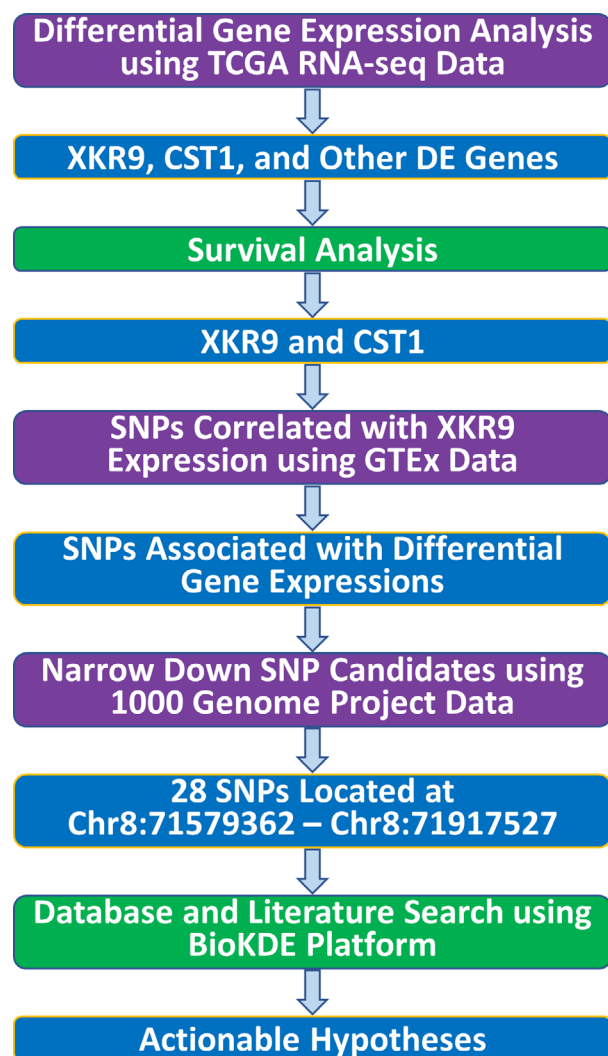 Differential Gene Expression Analysis
using TCGA RNA-seq Data
XKR9, CST1, and Other DE Genes
Survival Analysis
XKR9 and CST1
SNPs Correlated with XKR9
Expression using GTEx Data
SNPs Associated with Differential
Gene Expressions
Narrow Down SNP Candidates using
1000 Genome Project Data
28 SNPs Located at
Chr8:71579362 – Chr8:71917527
Database and Literature Search using
BioKDE Platform
Actionable Hypotheses